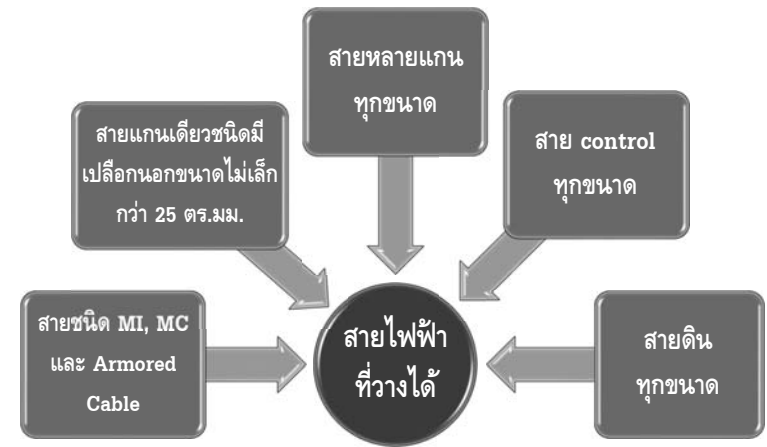 สายหลายแกน
ทุกขนาด
สายแกนเดียวชนิดมี
เปลือกนอกขนาดไม่เล็ก
กว่า 25 ตร.มม.
สาย control
ทุกขนาด
สายชนิด MI, MC
และ Armored
Cable
สายไฟฟ้า
ที่วางได้
สายดิน
ทุกขนาด